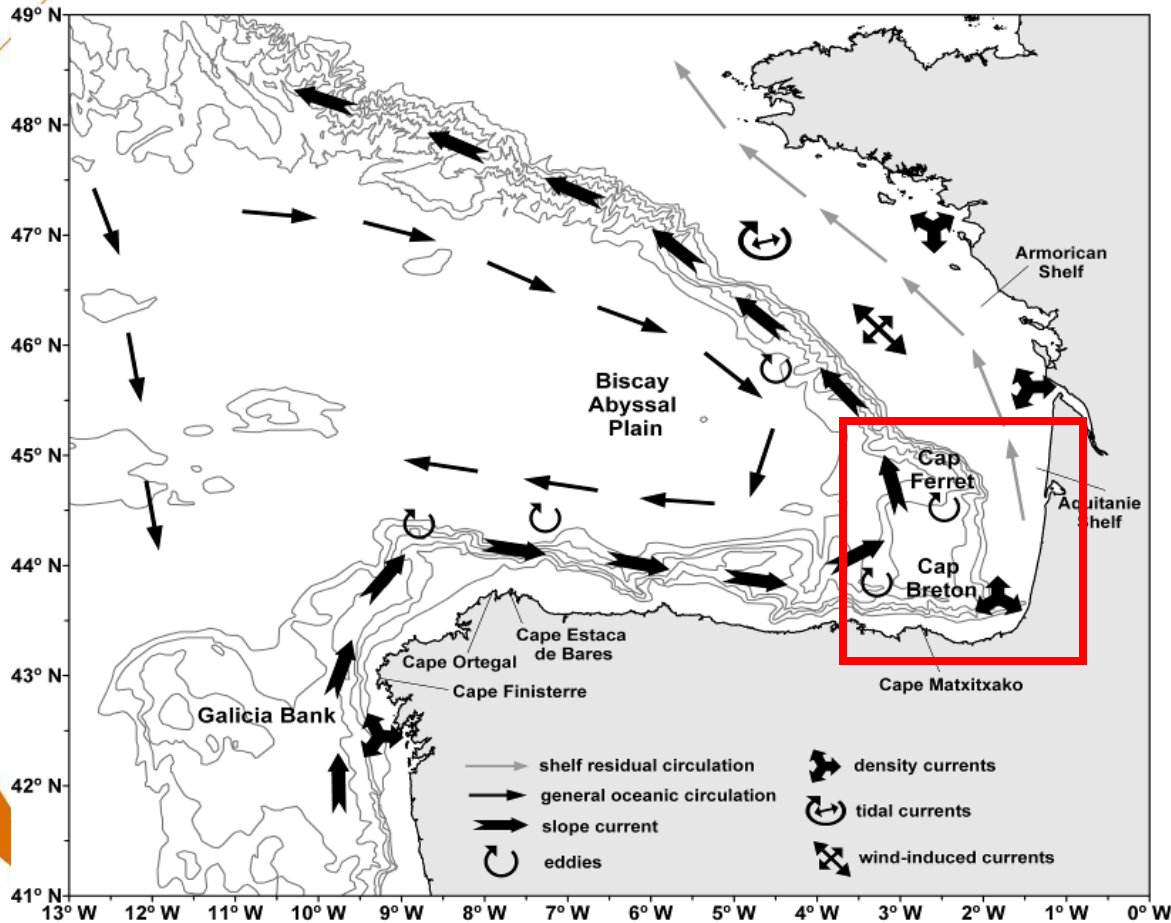 49° N
48° N
47° N
46° N
45° N
44° N
43° N
42° N
41° N
Armorican
Shelf
Biscay
Abyssal
Plain
Cap
Ferret
Aquitanie
Shelf
Cap
Breton
Cape Estaca
de Bares
Cape Ortegal
Cape Finisterre
Cape Matxitxako
Galicia Bank
shelf residual circulation
general oceanic circulation
slope current
eddies
density currents
tidal currents
wind-induced currents
13° W 12° W 11° W 10° W 9° W 8° W 7° W 6° W 5° W 4° W 3° W 2° W 1° W 0° W